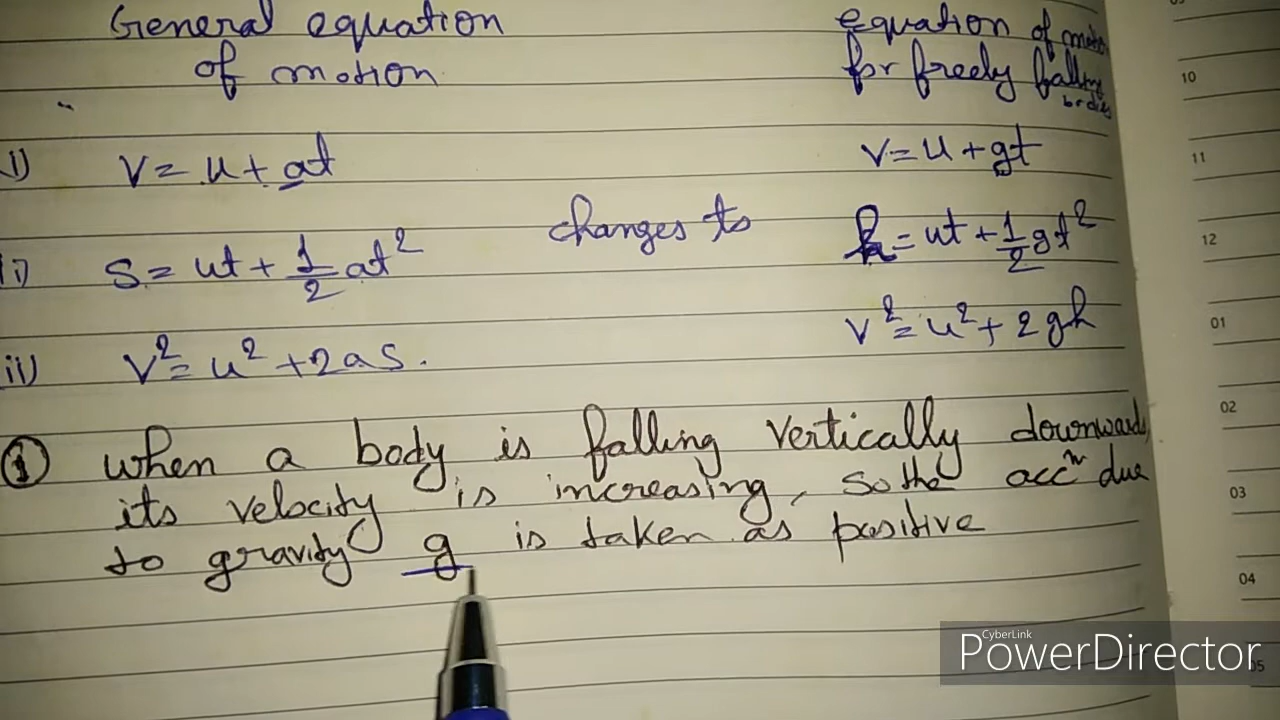 General equation
of motion
equation of motion
for freely falling
bodies
i) V = u + at
V = u + gt
changes to
ii) S = ut + 1/2 at²
h = ut + 1/2 gt²
iii) V² = u² + 2as.
V² = u² + 2gh
① when a body is falling vertically downwards,
its velocity is increasing, so the accⁿ due
to gravity g is taken as positive
10
11
12
01
02
03
04
05
CyberLink
PowerDirector